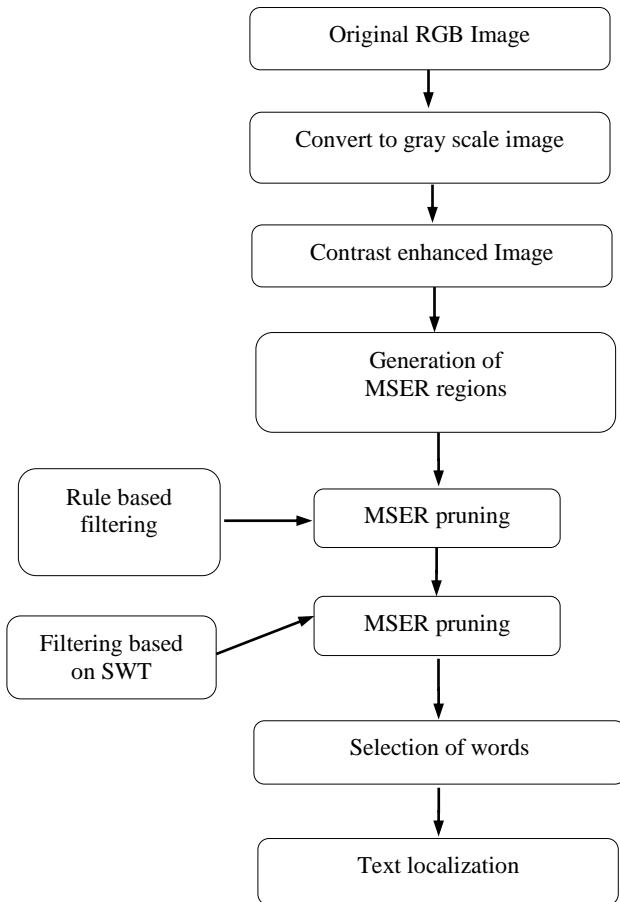 Original RGB Image
Convert to gray scale image
Contrast enhanced Image
Generation of
MSER regions
Rule based
filtering
MSER pruning
Filtering based
on SWT
MSER pruning
Selection of words
Text localization